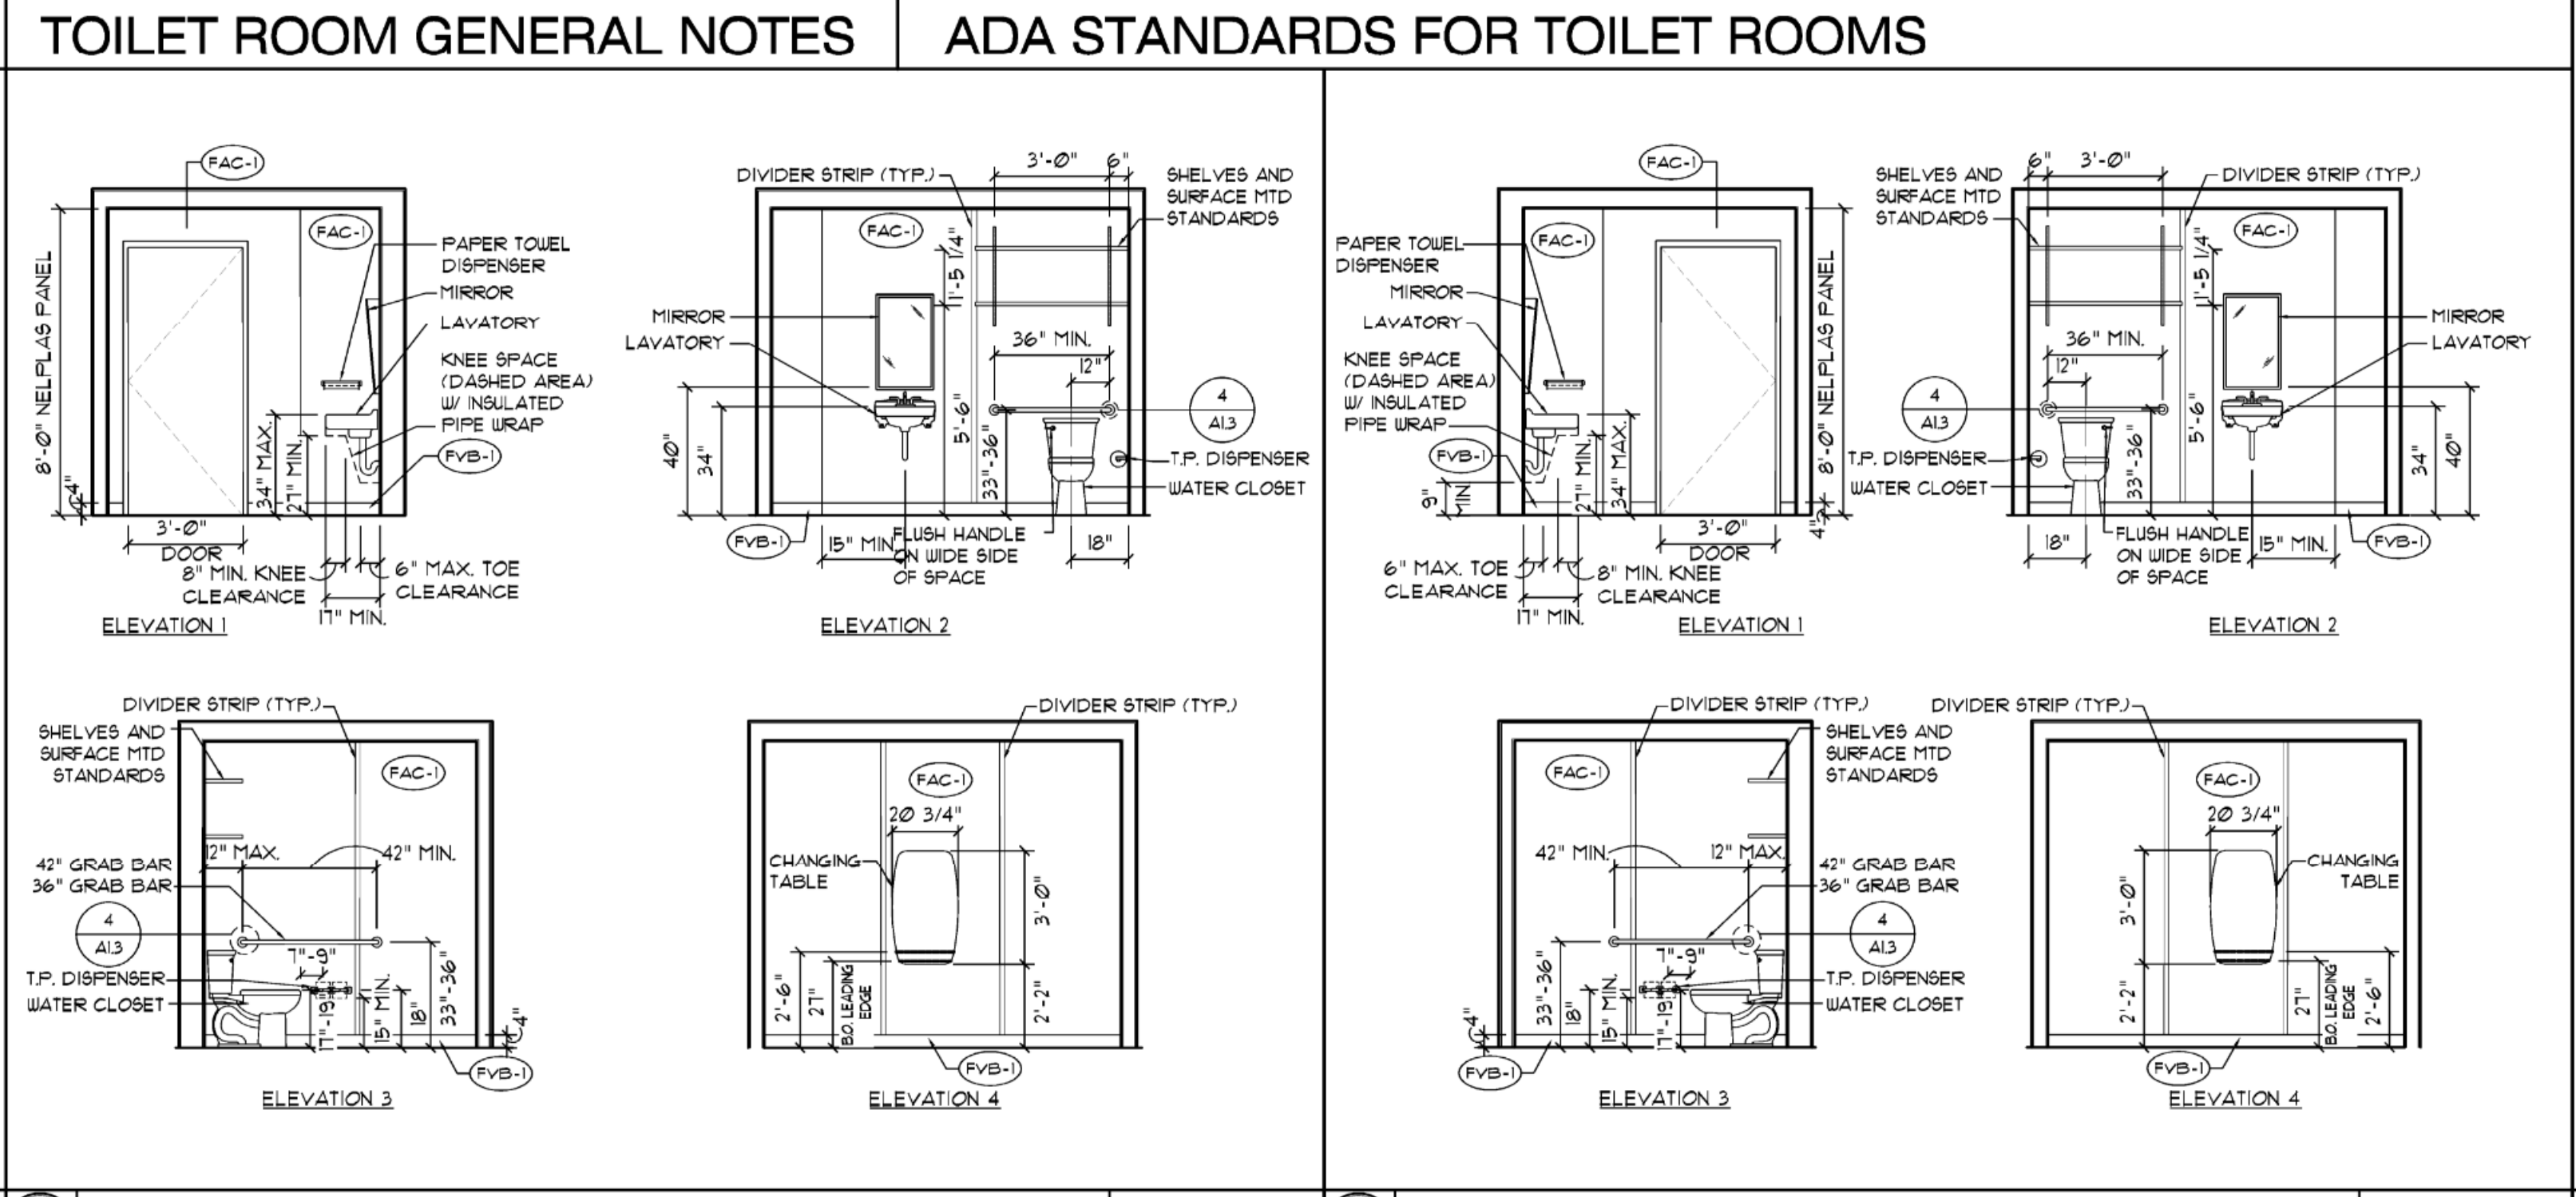 TOILET ROOM GENERAL NOTES
ADA STANDARDS FOR TOILET ROOMS
FAC-1
FAC-1
8'-0" NELPLAS PANEL
4"
PAPER TOWEL
DISPENSER
MIRROR
LAVATORY
KNEE SPACE
(DASHED AREA)
W/ INSULATED
PIPE WRAP
FVB-1
34" MAX.
27" MIN.
3'-0"
DOOR
8" MIN. KNEE
CLEARANCE
6" MAX. TOE
CLEARANCE
17" MIN.
ELEVATION 1
DIVIDER STRIP (TYP.)
3'-0"
6"
SHELVES AND
SURFACE MTD
STANDARDS
FAC-1
1'-5 1/4"
MIRROR
LAVATORY
36" MIN.
12"
4
A1.3
40"
34"
5'-6"
33"-36"
T.P. DISPENSER
WATER CLOSET
FVB-1
15" MIN.
FLUSH HANDLE
ON WIDE SIDE
OF SPACE
18"
ELEVATION 2
FAC-1
FAC-1
PAPER TOWEL
DISPENSER
MIRROR
LAVATORY
KNEE SPACE
(DASHED AREA)
W/ INSULATED
PIPE WRAP
FVB-1
9"
MIN
27" MIN.
34" MAX.
8'-0" NELPLAS PANEL
4"
3'-0"
DOOR
6" MAX. TOE
CLEARANCE
8" MIN. KNEE
CLEARANCE
17" MIN.
ELEVATION 1
6"
3'-0"
SHELVES AND
SURFACE MTD
STANDARDS
DIVIDER STRIP (TYP.)
FAC-1
1'-5 1/4"
MIRROR
LAVATORY
36" MIN.
12"
4
A1.3
5'-6"
33"-36"
34"
40"
T.P. DISPENSER
WATER CLOSET
18"
FLUSH HANDLE
ON WIDE SIDE
OF SPACE
15" MIN.
FVB-1
ELEVATION 2
DIVIDER STRIP (TYP.)
SHELVES AND
SURFACE MTD
STANDARDS
FAC-1
12" MAX.
42" MIN.
42" GRAB BAR
36" GRAB BAR
4
A1.3
7"-9"
T.P. DISPENSER
WATER CLOSET
17"-19"
15" MIN.
18"
33"-36"
4"
FVB-1
ELEVATION 3
DIVIDER STRIP (TYP.)
FAC-1
20 3/4"
CHANGING
TABLE
3'-0"
2'-6"
27"
B.O. LEADING
EDGE
2'-2"
FVB-1
ELEVATION 4
DIVIDER STRIP (TYP.)
SHELVES AND
SURFACE MTD
STANDARDS
FAC-1
42" MIN.
12" MAX.
42" GRAB BAR
36" GRAB BAR
4
A1.3
7"-9"
T.P. DISPENSER
WATER CLOSET
4"
33"-36"
18"
15" MIN.
17"-19"
FVB-1
ELEVATION 3
DIVIDER STRIP (TYP.)
FAC-1
20 3/4"
CHANGING
TABLE
3'-0"
2'-2"
27"
B.O. LEADING
EDGE
2'-6"
FVB-1
ELEVATION 4